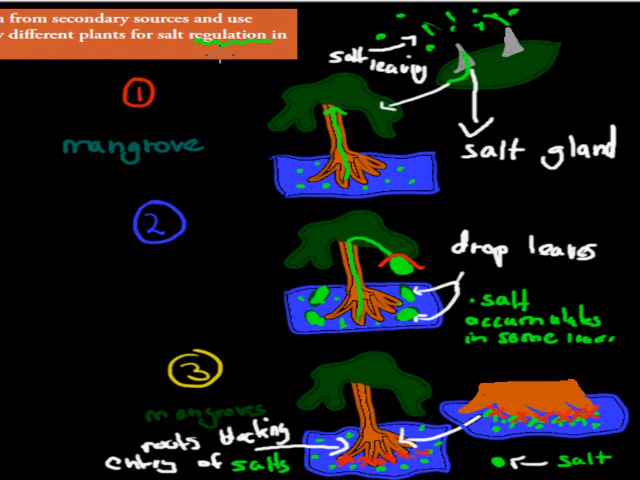 n from secondary sources and use
y different plants for salt regulation in
salt
leaving
1
mangrove
salt gland
2
drop leaves
• salt
accumulates
in some
3
mangroves
roots blocking
entry of salts
salt